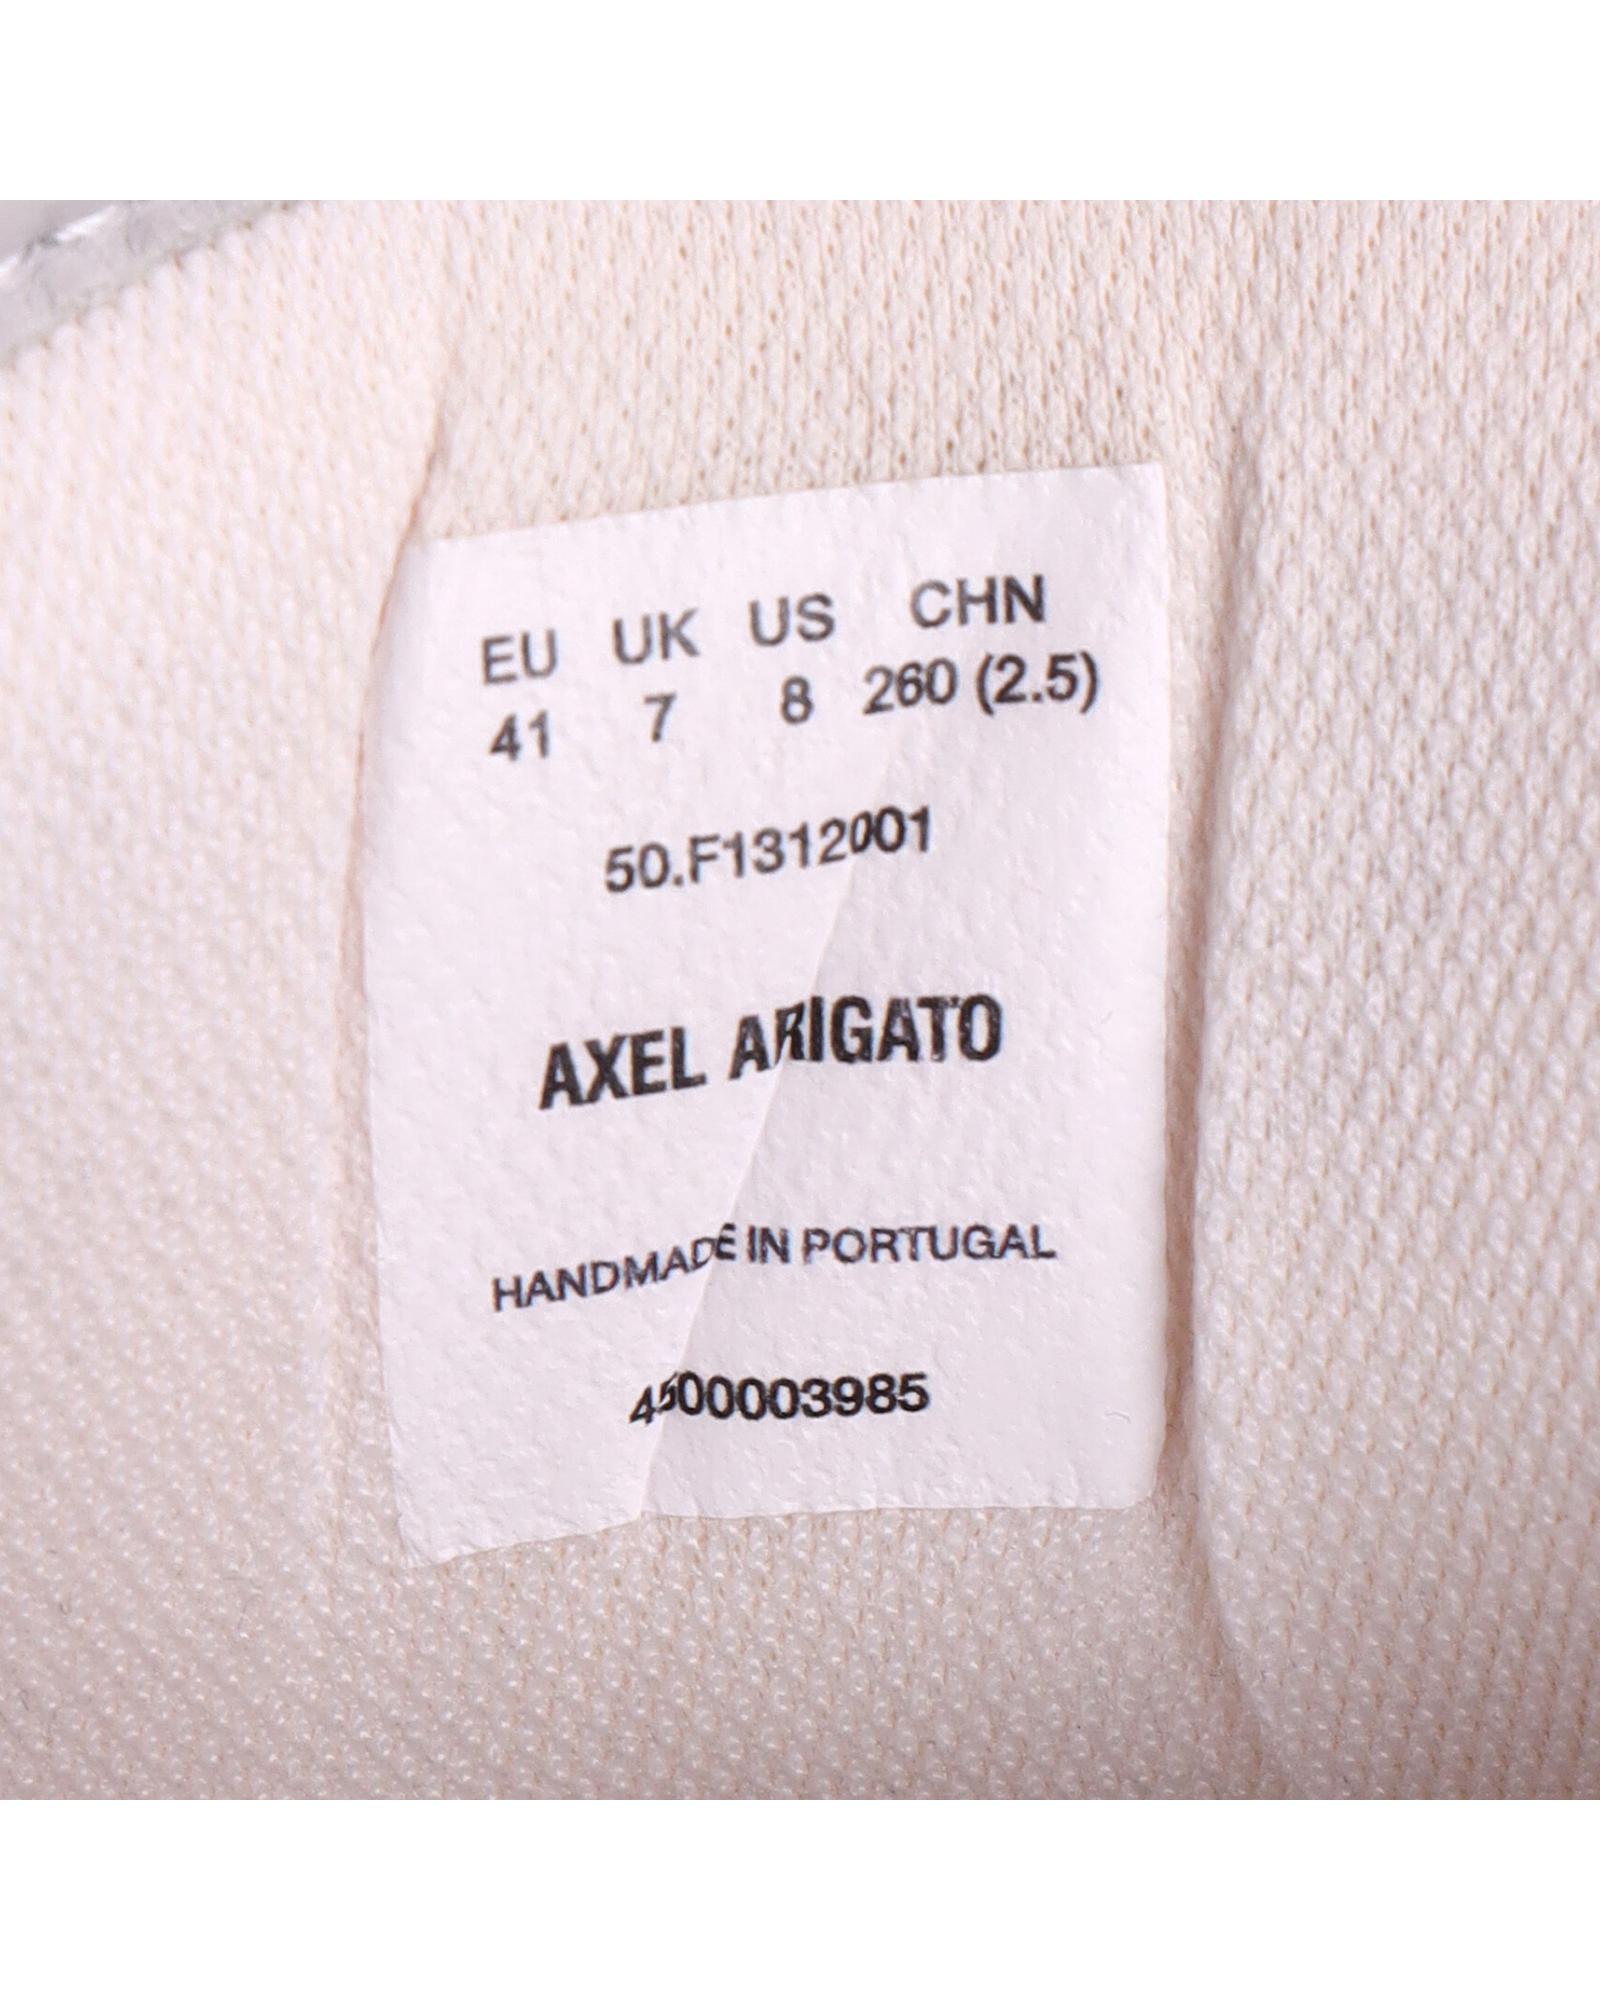 EU UK US CHN
41 7 8 260 (2.5)
50.F1312001
AXEL ARIGATO
HANDMADE IN PORTUGAL
4500003985